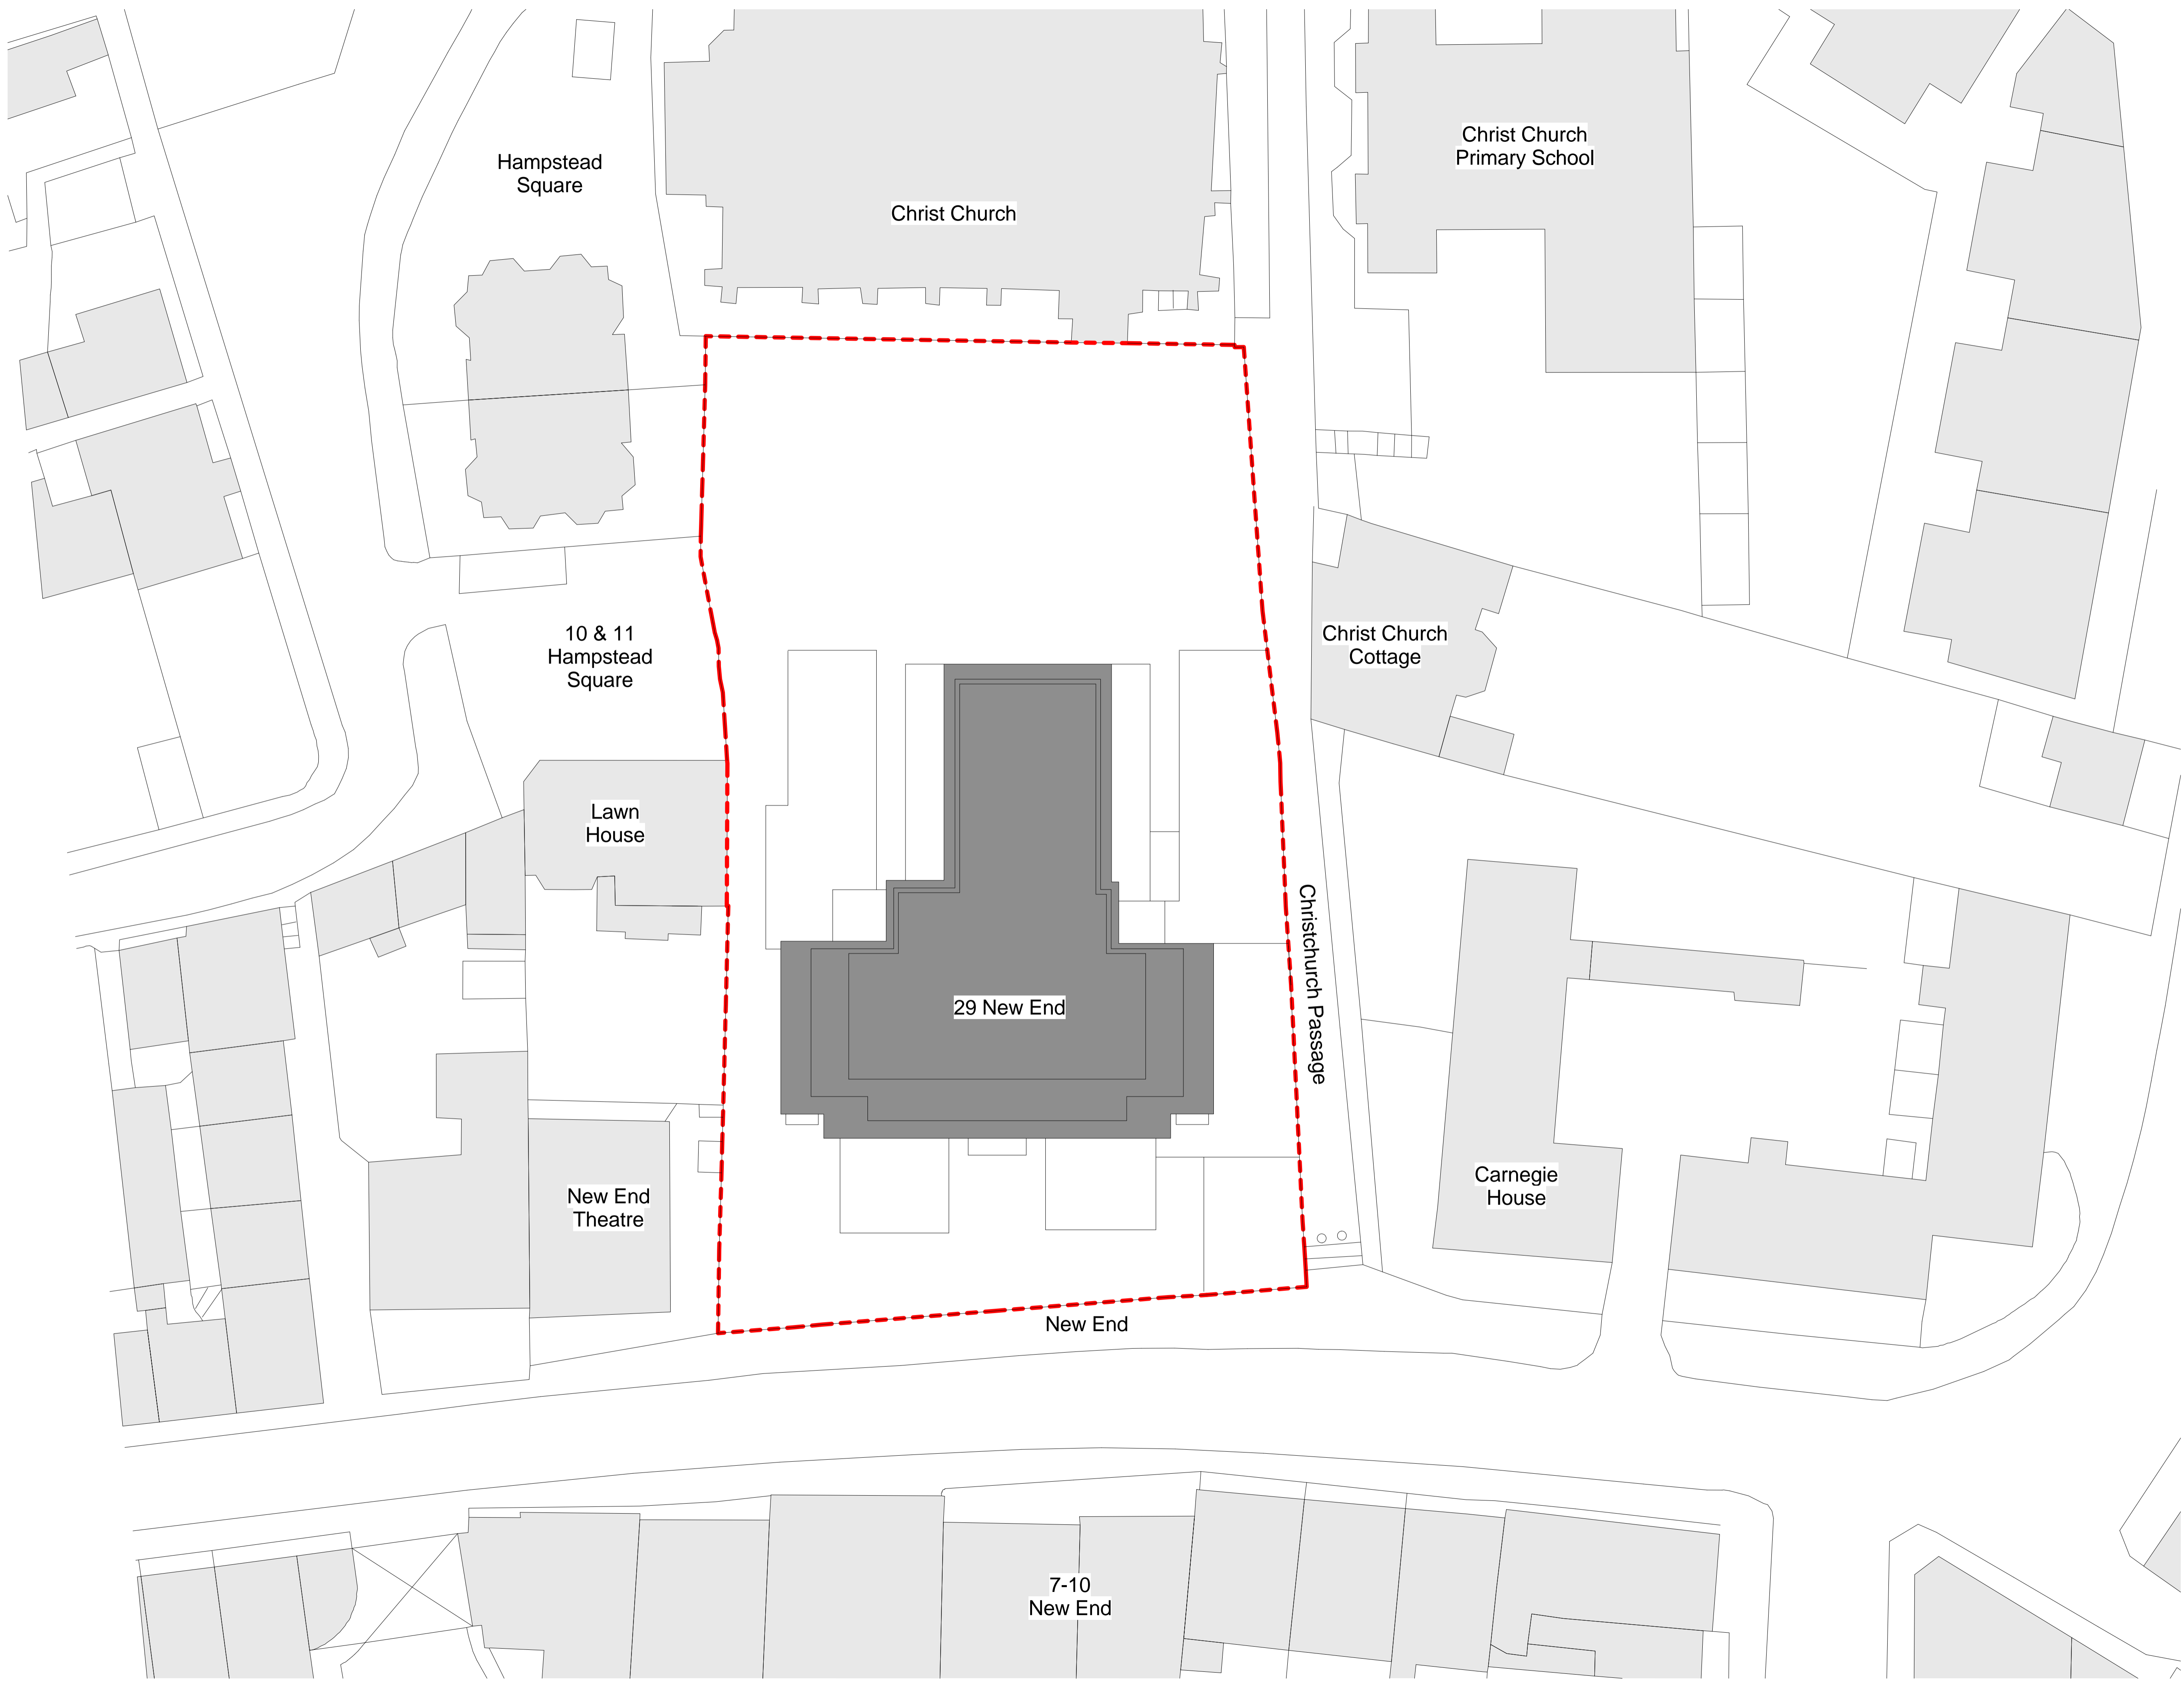 Christ Church
Primary School
Hampstead
Square
Christ Church
10 & 11
Hampstead
Square
Christ Church
Cottage
Lawn
House
Christchurch Passage
29 New End
Carnegie
House
New End
Theatre
New End
7-10
New End